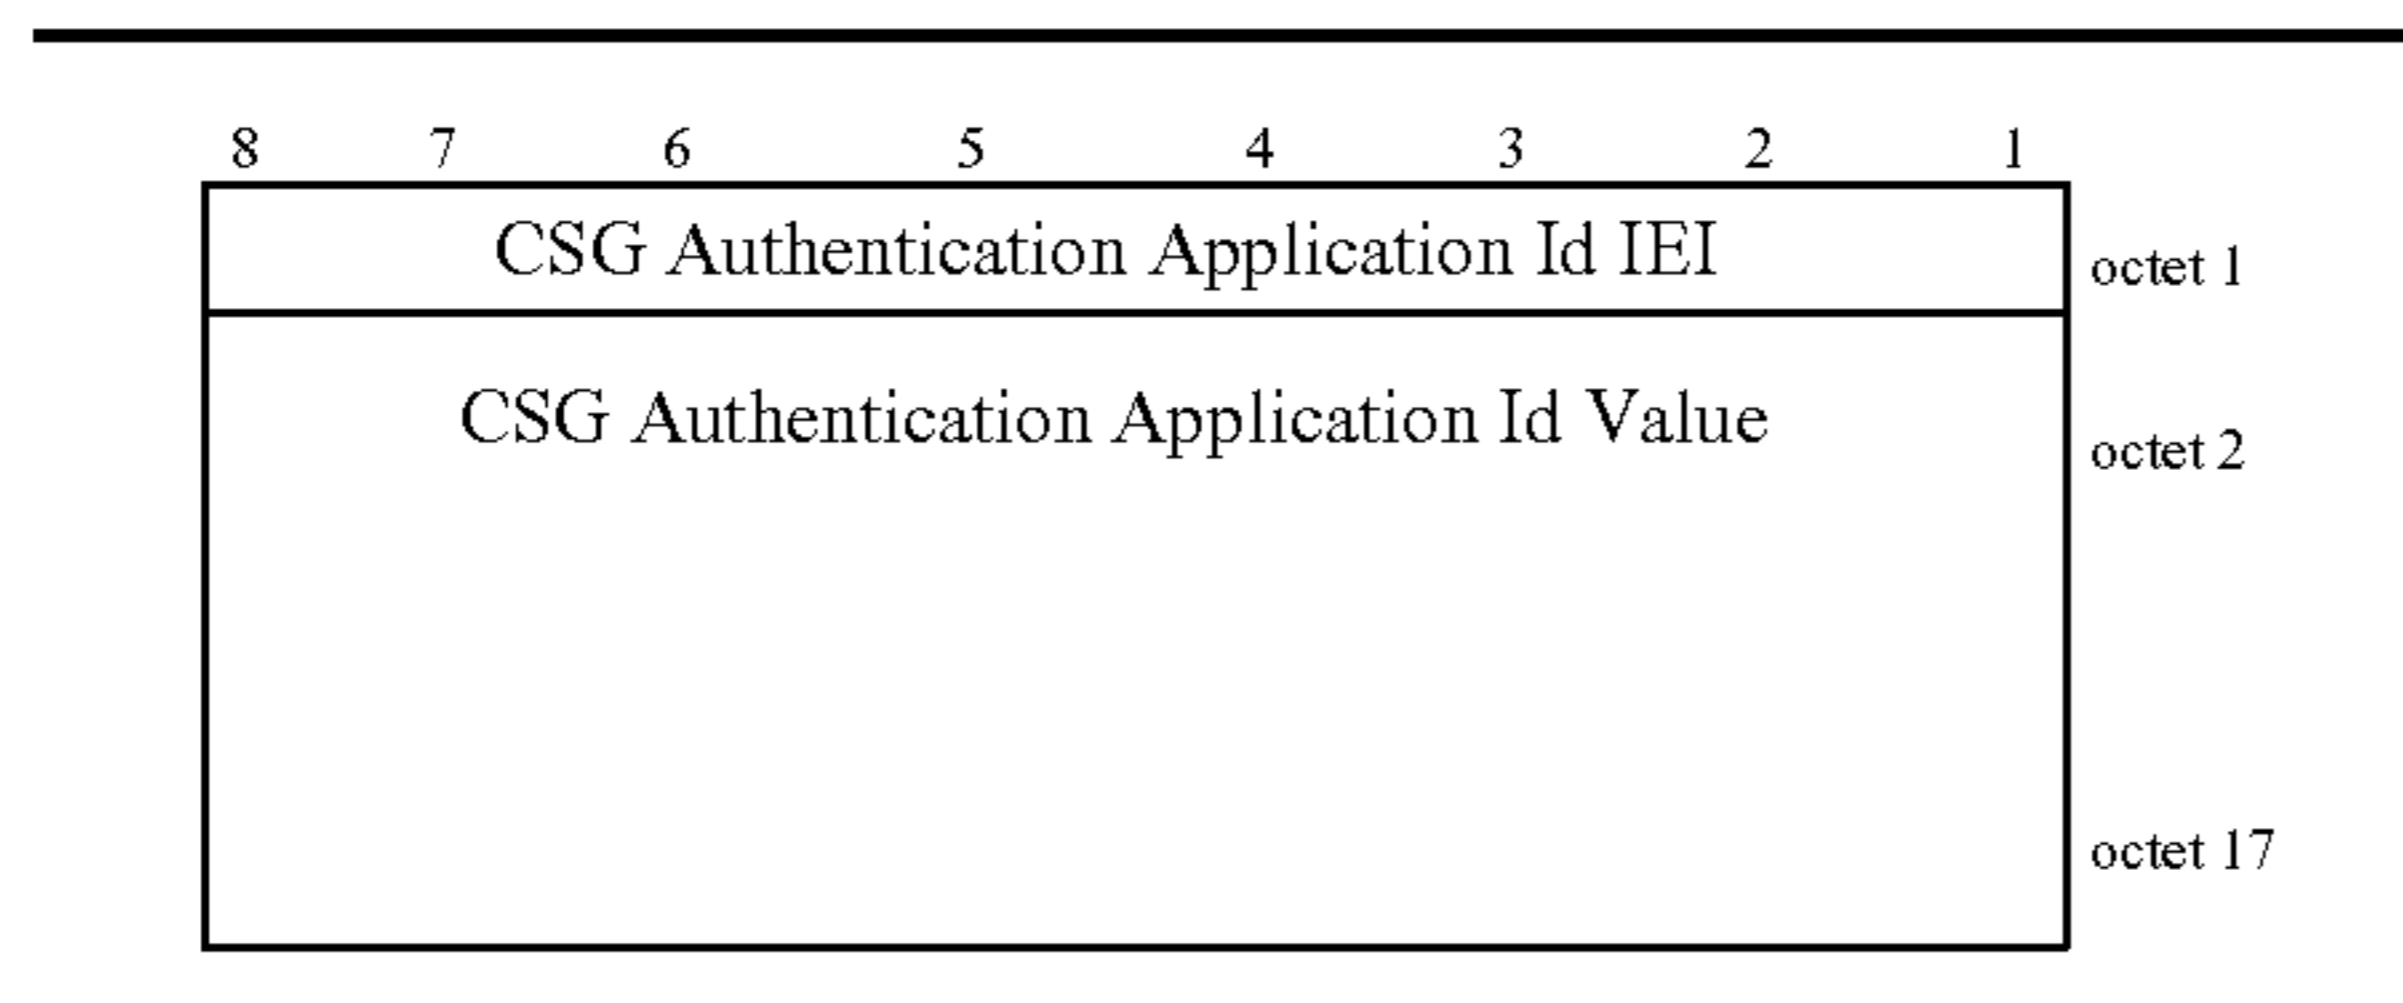 8 7 6 5 4 3 2 1
CSG Authentication Application Id IEI
octet 1
CSG Authentication Application Id Value
octet 2
octet 17